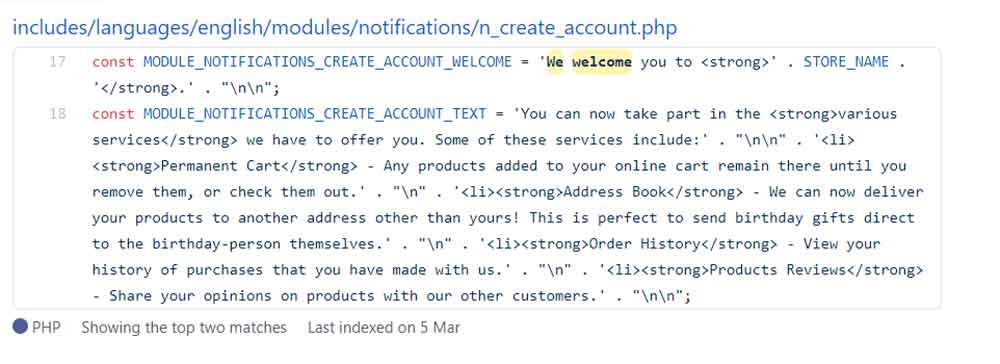 includes/languages/english/modules/notifications/n_create_account.php
17 const MODULE_NOTIFICATIONS_CREATE_ACCOUNT_WELCOME = 'We welcome you to <strong>' . STORE_NAME .
'</strong>.' . "\n\n";
18 const MODULE_NOTIFICATIONS_CREATE_ACCOUNT_TEXT = 'You can now take part in the <strong>various
services</strong> we have to offer you. Some of these services include:' . "\n\n" . '<li>
<strong>Permanent Cart</strong> - Any products added to your online cart remain there until you
remove them, or check them out.' . "\n" . '<li><strong>Address Book</strong> - We can now deliver
your products to another address other than yours! This is perfect to send birthday gifts direct
to the birthday-person themselves.' . "\n" . '<li><strong>Order History</strong> - View your
history of purchases that you have made with us.' . "\n" . '<li><strong>Products Reviews</strong>
- Share your opinions on products with our other customers.' . "\n\n";
PHP Showing the top two matches Last indexed on 5 Mar